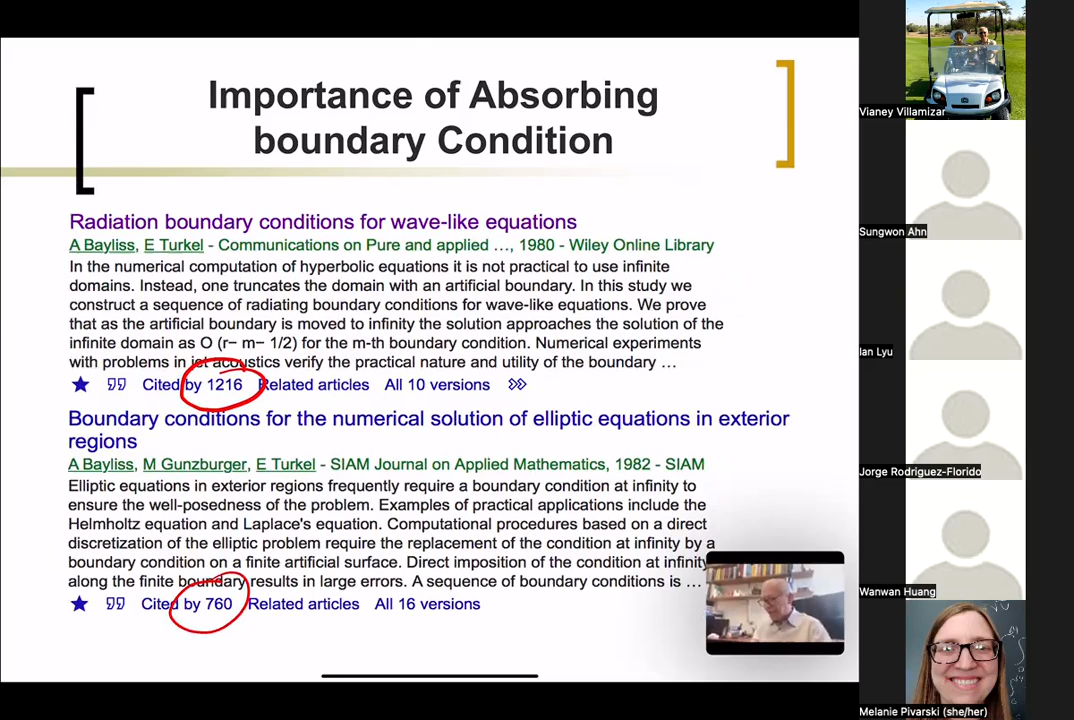 Importance of Absorbing
boundary Condition
Radiation boundary conditions for wave-like equations
A Bayliss, E Turkel - Communications on Pure and applied …, 1980 - Wiley Online Library
In the numerical computation of hyperbolic equations it is not practical to use infinite
domains. Instead, one truncates the domain with an artificial boundary. In this study we
construct a sequence of radiating boundary conditions for wave-like equations. We prove
that as the artificial boundary is moved to infinity the solution approaches the solution of the
infinite domain as O (r− m− 1/2) for the m-th boundary condition. Numerical experiments
with problems in jet acoustics verify the practical nature and utility of the boundary …
Cited by 1216 Related articles All 10 versions
Boundary conditions for the numerical solution of elliptic equations in exterior
regions
A Bayliss, M Gunzburger, E Turkel - SIAM Journal on Applied Mathematics, 1982 - SIAM
Elliptic equations in exterior regions frequently require a boundary condition at infinity to
ensure the well-posedness of the problem. Examples of practical applications include the
Helmholtz equation and Laplace's equation. Computational procedures based on a direct
discretization of the elliptic problem require the replacement of the condition at infinity by a
boundary condition on a finite artificial surface. Direct imposition of the condition at infinity
along the finite boundary results in large errors. A sequence of boundary conditions is …
Cited by 760 Related articles All 16 versions
Vianey Villamizar
Sungwon Ahn
Ian Lyu
Jorge Rodriguez-Florido
Wanwan Huang
Melanie Pivarski (she/her)